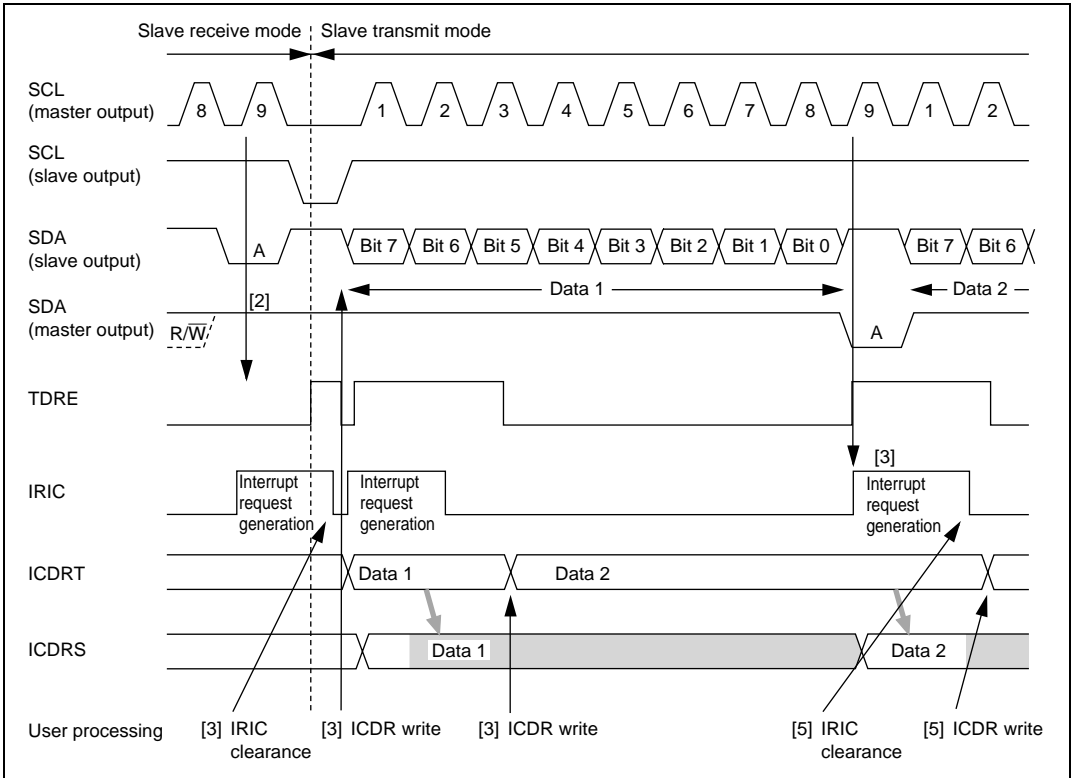 Slave receive mode Slave transmit mode
SCL
(master output)
8 9 1 2 3 4 5 6 7 8 9 1 2
SCL
(slave output)
SDA
(slave output)
A Bit 7 Bit 6 Bit 5 Bit 4 Bit 3 Bit 2 Bit 1 Bit 0 Bit 7 Bit 6
[2] Data 1 Data 2
SDA
(master output)
R/W̅ A
TDRE
[3]
IRIC
Interrupt
request
generation
Interrupt
request
generation
Interrupt
request
generation
ICDRT
Data 1 Data 2
ICDRS
Data 1 Data 2
User processing
[3] IRIC
clearance
[3] ICDR write
[3] ICDR write
[5] IRIC
clearance
[5] ICDR write